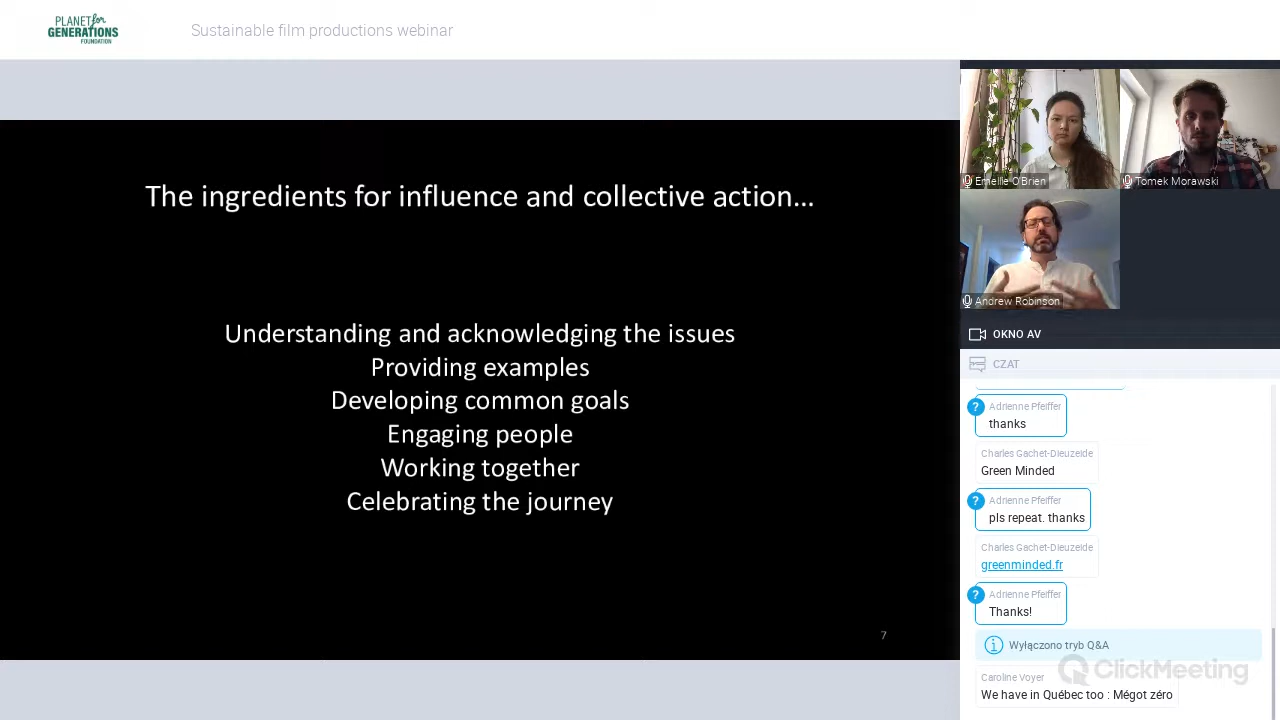 PLANET for
GENERATIONS
FOUNDATION
Sustainable film productions webinar
The ingredients for influence and collective action...
Understanding and acknowledging the issues
Providing examples
Developing common goals
Engaging people
Working together
Celebrating the journey
7
Emellie O'Brien
Tomek Morawski
Andrew Robinson
OKNO AV
CZAT
? Adrienne Pfeiffer
thanks
Charles Gachet-Dieuzeide
Green Minded
? Adrienne Pfeiffer
pls repeat. thanks
Charles Gachet-Dieuzeide
greenminded.fr
? Adrienne Pfeiffer
Thanks!
Wyłączono tryb Q&A
ClickMeeting
Caroline Voyer
We have in Québec too : Mégot zéro